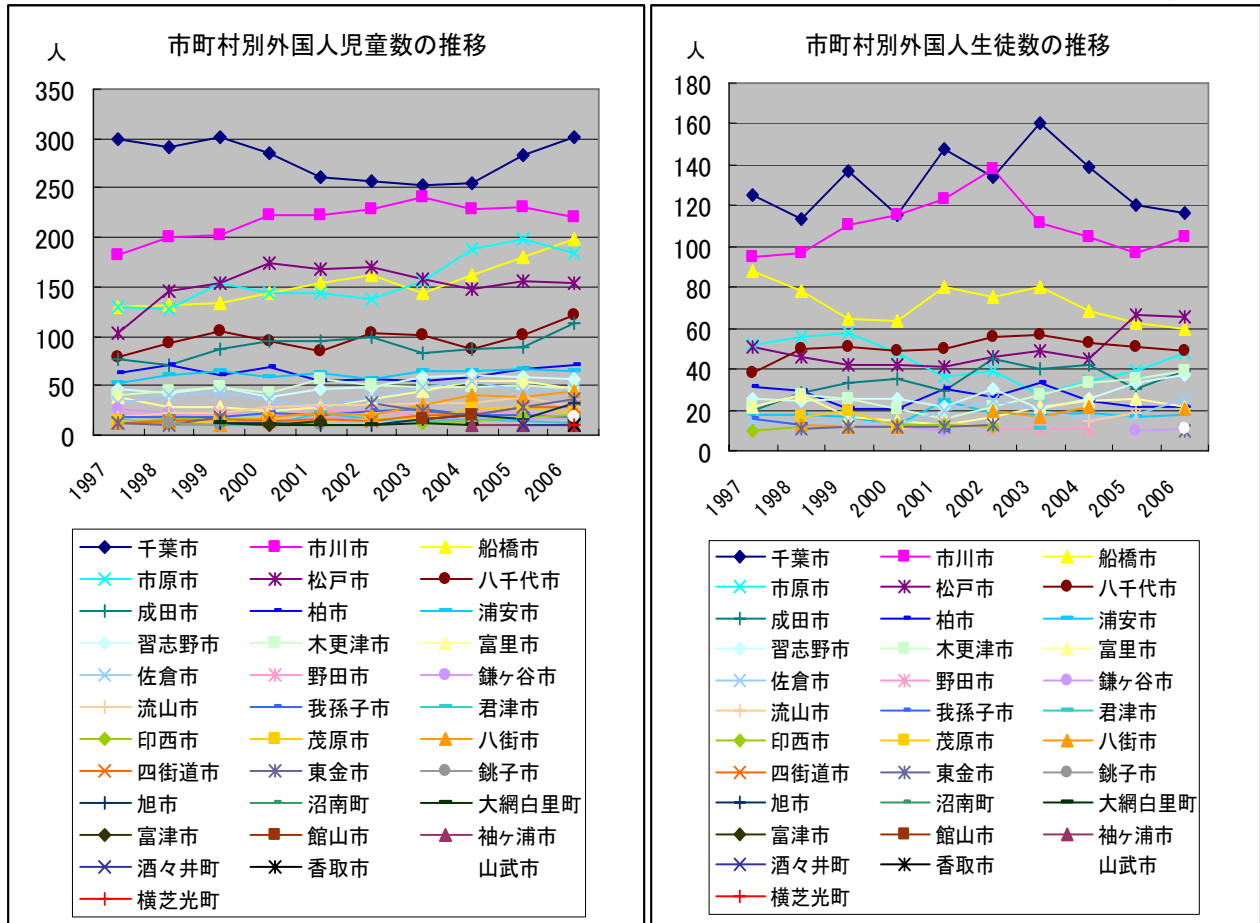 市町村別外国人児童数の推移
人
350
300
250
200
150
100
50
0
1997 1998 1999 2000 2001 2002 2003 2004 2005 2006
千葉市 市川市 船橋市
市原市 松戸市 八千代市
成田市 柏市 浦安市
習志野市 木更津市 富里市
佐倉市 野田市 鎌ヶ谷市
流山市 我孫子市 君津市
印西市 茂原市 八街市
四街道市 東金市 銚子市
旭市 沼南町 大網白里町
富津市 館山市 袖ヶ浦市
酒々井町 香取市 山武市
横芝光町
市町村別外国人生徒数の推移
人
180
160
140
120
100
80
60
40
20
0
1997 1998 1999 2000 2001 2002 2003 2004 2005 2006
千葉市 市川市 船橋市
市原市 松戸市 八千代市
成田市 柏市 浦安市
習志野市 木更津市 富里市
佐倉市 野田市 鎌ヶ谷市
流山市 我孫子市 君津市
印西市 茂原市 八街市
四街道市 東金市 銚子市
旭市 沼南町 大網白里町
富津市 館山市 袖ヶ浦市
酒々井町 香取市 山武市
横芝光町